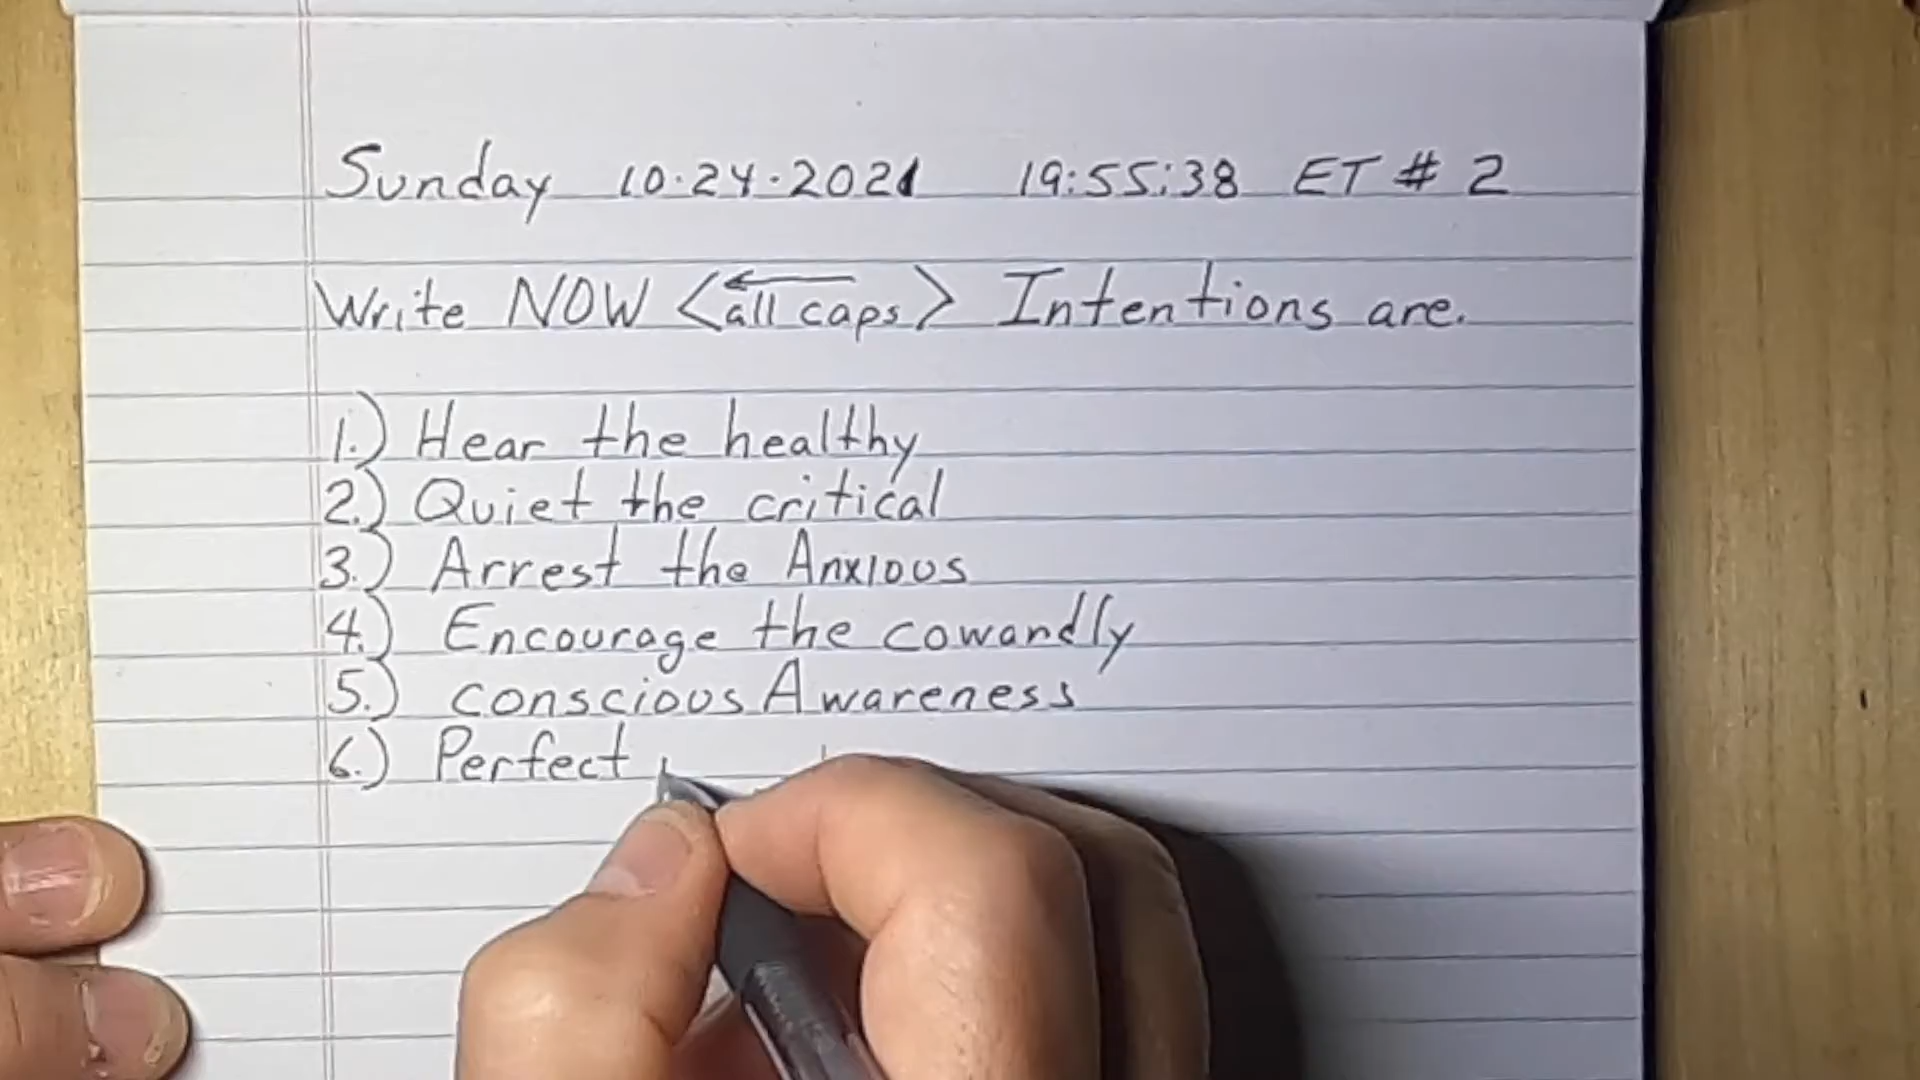 Sunday 10·24·2021 19:55:38 ET # 2
Write NOW <all caps> Intentions are.
1.) Hear the healthy
2.) Quiet the critical
3.) Arrest the Anxious
4.) Encourage the cowardly
5.) conscious Awareness
6.) Perfect